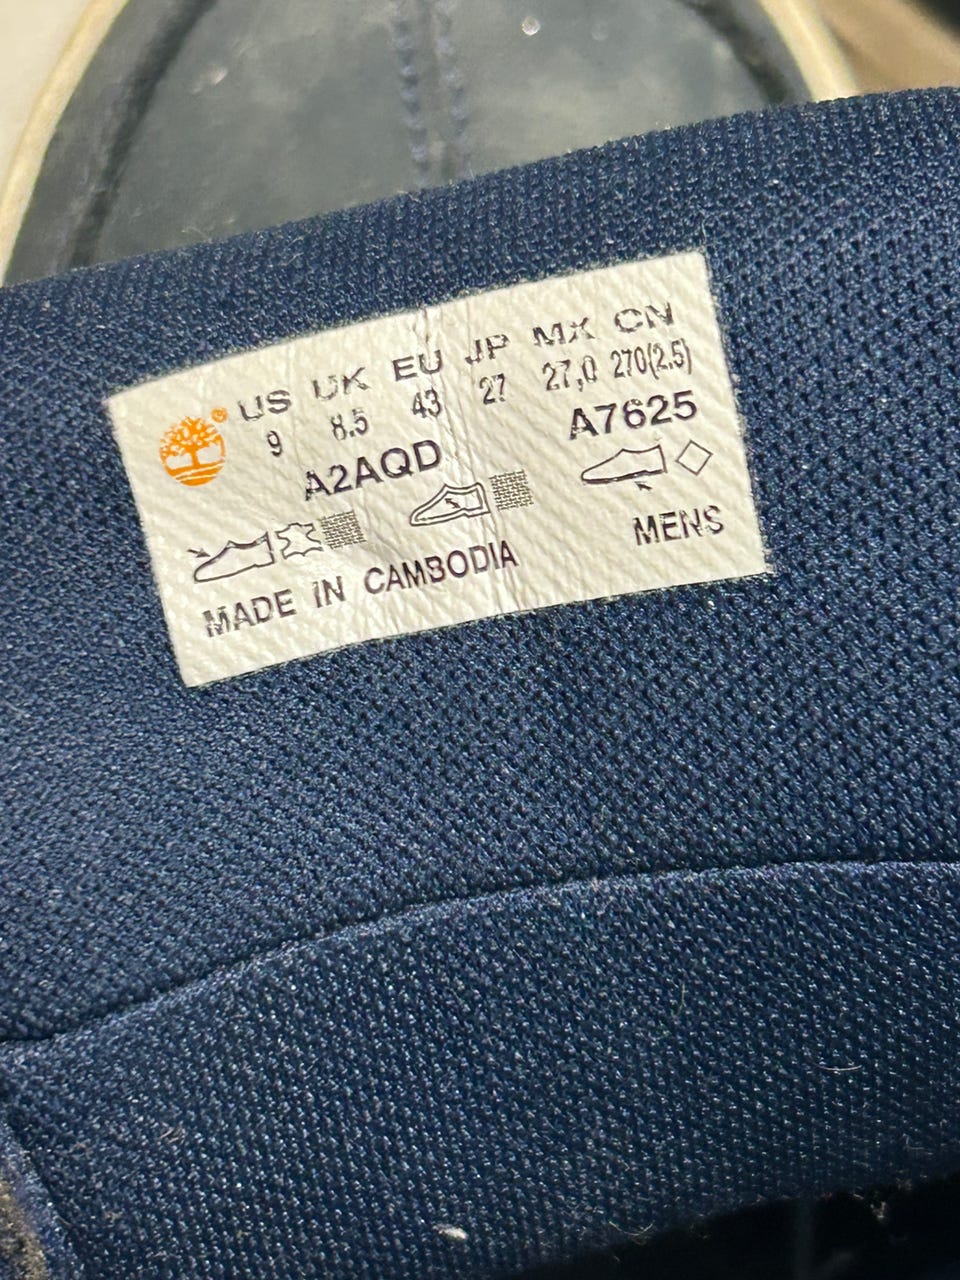 ® US UK EU JP MX CN
9 8.5 43 27 27,0 270(2.5)
A2AQD A7625
MENS
MADE IN CAMBODIA